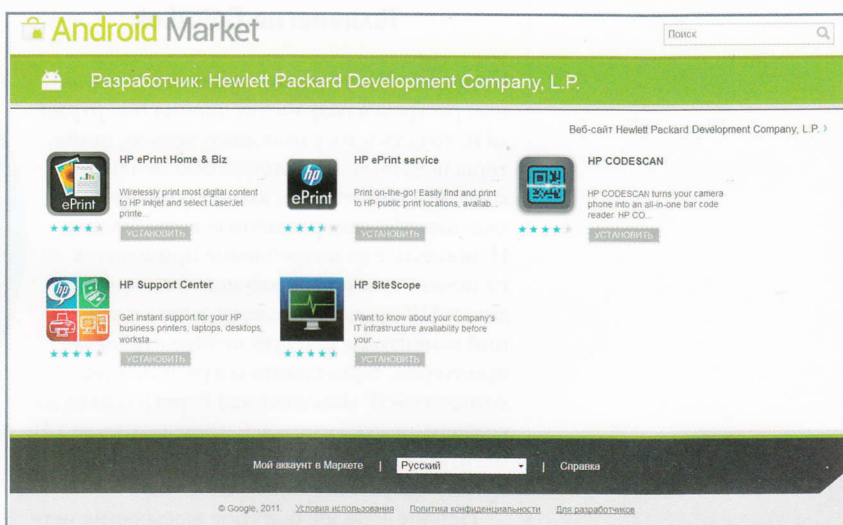 Android Market
Поиск
Разработчик: Hewlett Packard Development Company, L.P.
Веб-сайт Hewlett Packard Development Company, L.P. ›
ePrint
HP ePrint Home & Biz
Wirelessly print most digital content
to HP Inkjet and select LaserJet
printe...
УСТАНОВИТЬ
hp
ePrint
HP ePrint service
Print on-the-go! Easily find and print
to HP public print locations, availab...
УСТАНОВИТЬ
HP CODESCAN
HP CODESCAN turns your camera
phone into an all-in-one bar code
reader. HP CO...
УСТАНОВИТЬ
hp
HP Support Center
Get instant support for your HP
business printers, laptops, desktops,
worksta...
УСТАНОВИТЬ
HP SiteScope
Want to know about your company's
IT infrastructure availability before
your ...
УСТАНОВИТЬ
Мой аккаунт в Маркете | Русский | Справка
© Google, 2011. Условия использования Политика конфиденциальности Для разработчиков